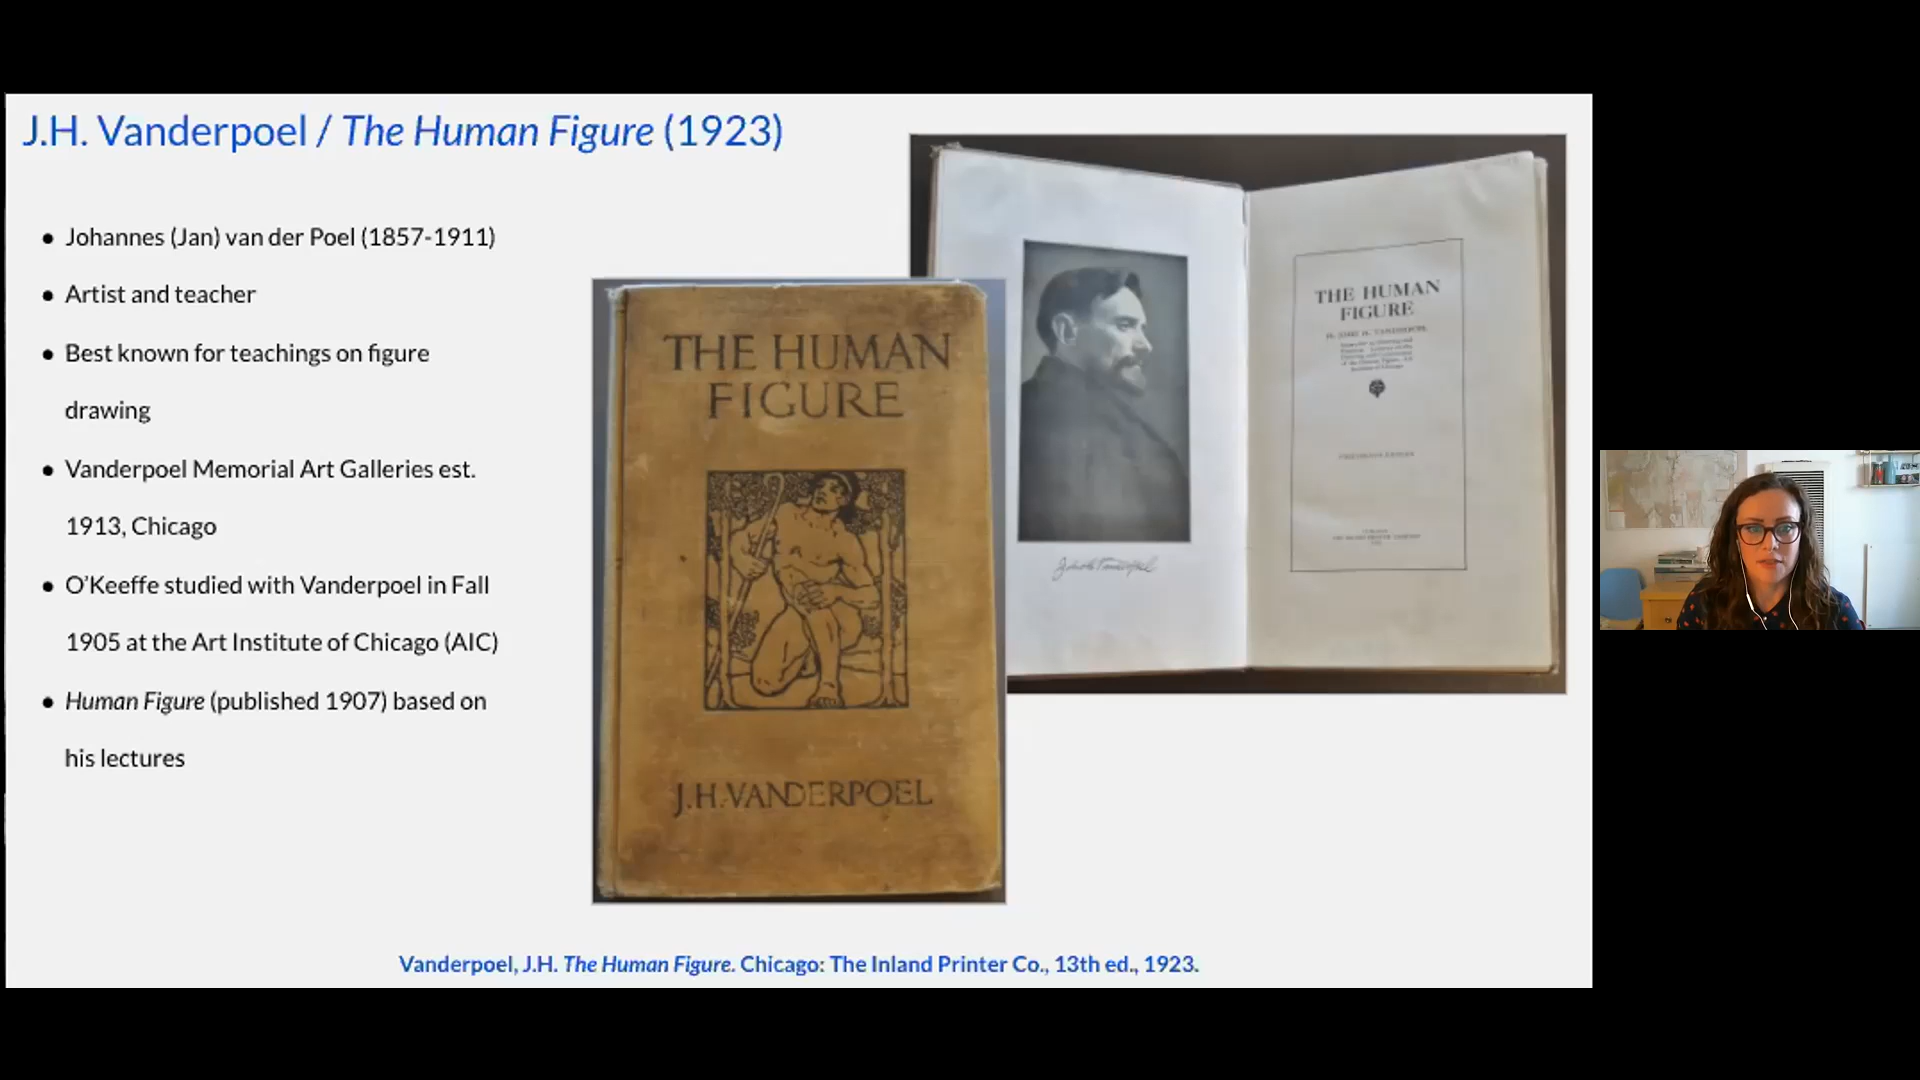 J.H. Vanderpoel / The Human Figure (1923)
● Johannes (Jan) van der Poel (1857-1911)
● Artist and teacher
● Best known for teachings on figure
drawing
● Vanderpoel Memorial Art Galleries est.
1913, Chicago
● O'Keeffe studied with Vanderpoel in Fall
1905 at the Art Institute of Chicago (AIC)
● Human Figure (published 1907) based on
his lectures
THE HUMAN
FIGURE
J.H.VANDERPOEL
THE HUMAN
FIGURE
Vanderpoel, J.H. The Human Figure. Chicago: The Inland Printer Co., 13th ed., 1923.